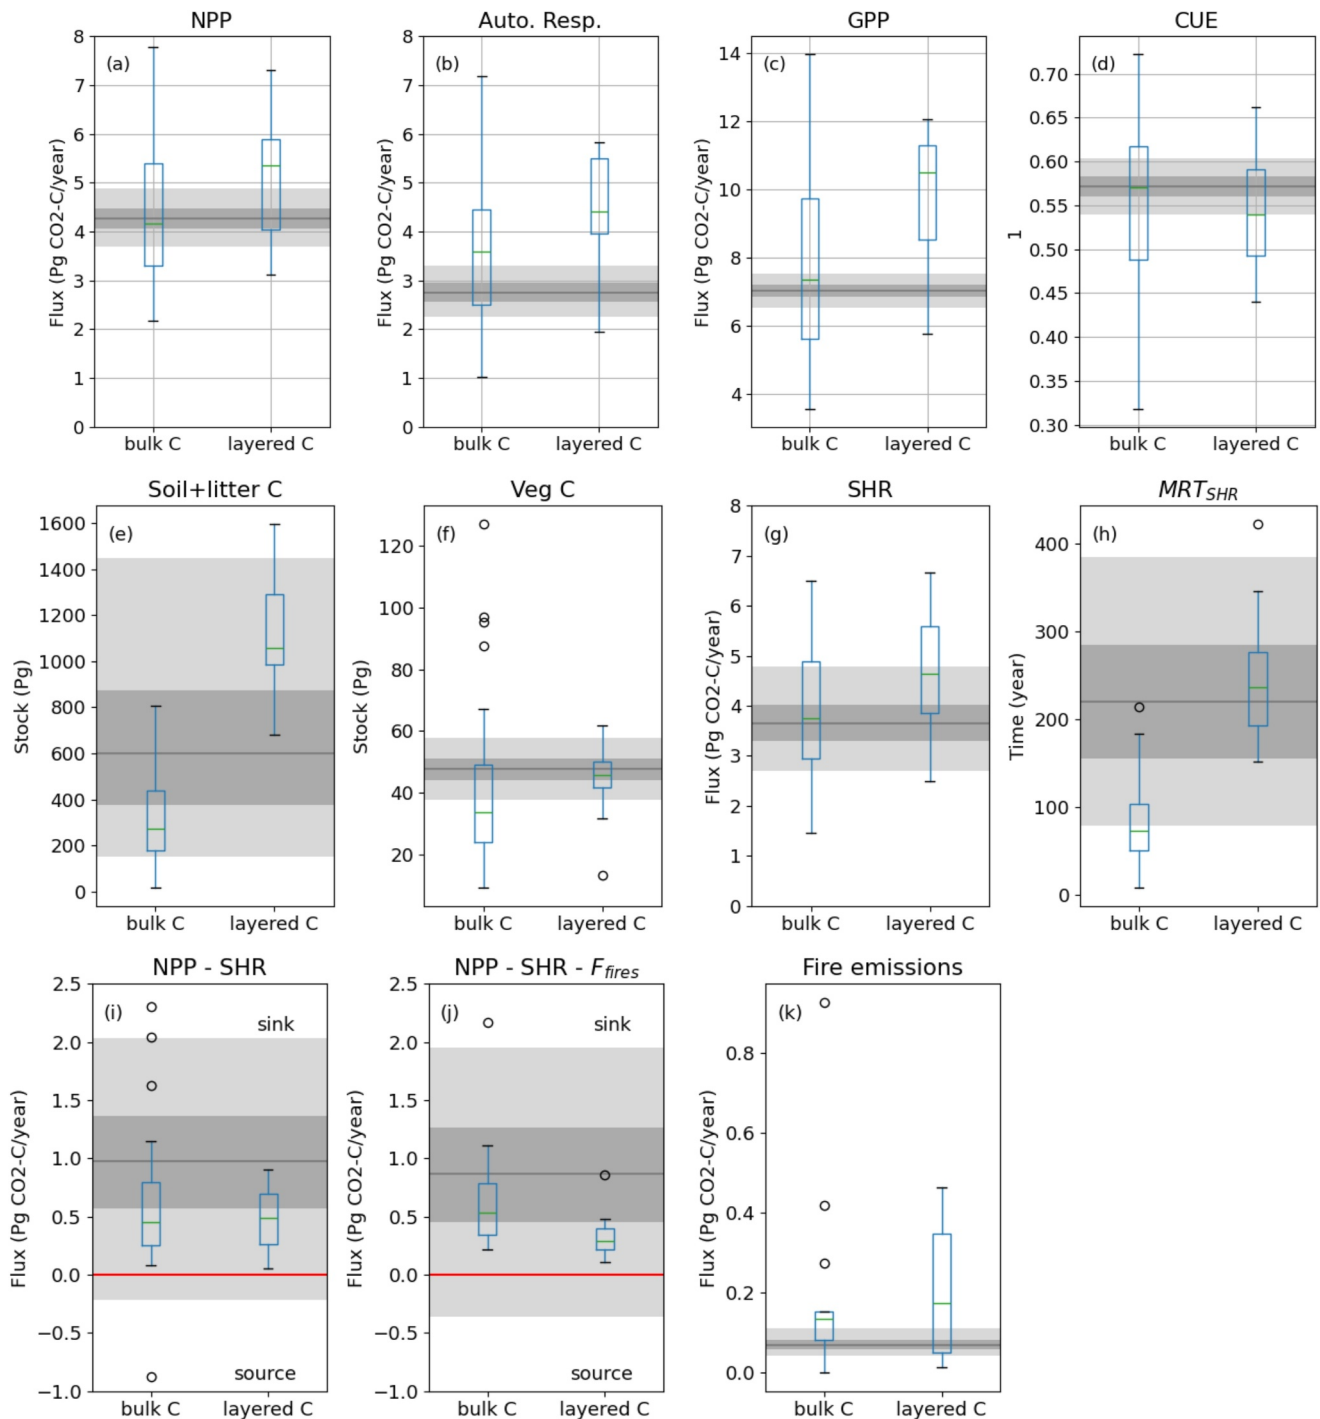 NPP
(a)
Flux (Pg CO2-C/year)
8
7
6
5
4
3
2
1
0
bulk C layered C
Auto. Resp.
(b)
Flux (Pg CO2-C/year)
8
7
6
5
4
3
2
1
0
bulk C layered C
GPP
(c)
Flux (Pg CO2-C/year)
14
12
10
8
6
4
bulk C layered C
CUE
(d)
1
0.70
0.65
0.60
0.55
0.50
0.45
0.40
0.35
0.30
bulk C layered C
Soil+litter C
(e)
Stock (Pg)
1600
1400
1200
1000
800
600
400
200
0
bulk C layered C
Veg C
(f)
Stock (Pg)
120
100
80
60
40
20
bulk C layered C
SHR
(g)
Flux (Pg CO2-C/year)
8
7
6
5
4
3
2
1
0
bulk C layered C
MRT_SHR
(h)
Time (year)
400
300
200
100
0
bulk C layered C
NPP - SHR
(i)
sink
Flux (Pg CO2-C/year)
2.5
2.0
1.5
1.0
0.5
0.0
−0.5
−1.0
source
bulk C layered C
NPP - SHR - F_fires
(j)
sink
Flux (Pg CO2-C/year)
2.5
2.0
1.5
1.0
0.5
0.0
−0.5
−1.0
source
bulk C layered C
Fire emissions
(k)
Flux (Pg CO2-C/year)
0.8
0.6
0.4
0.2
0.0
bulk C layered C